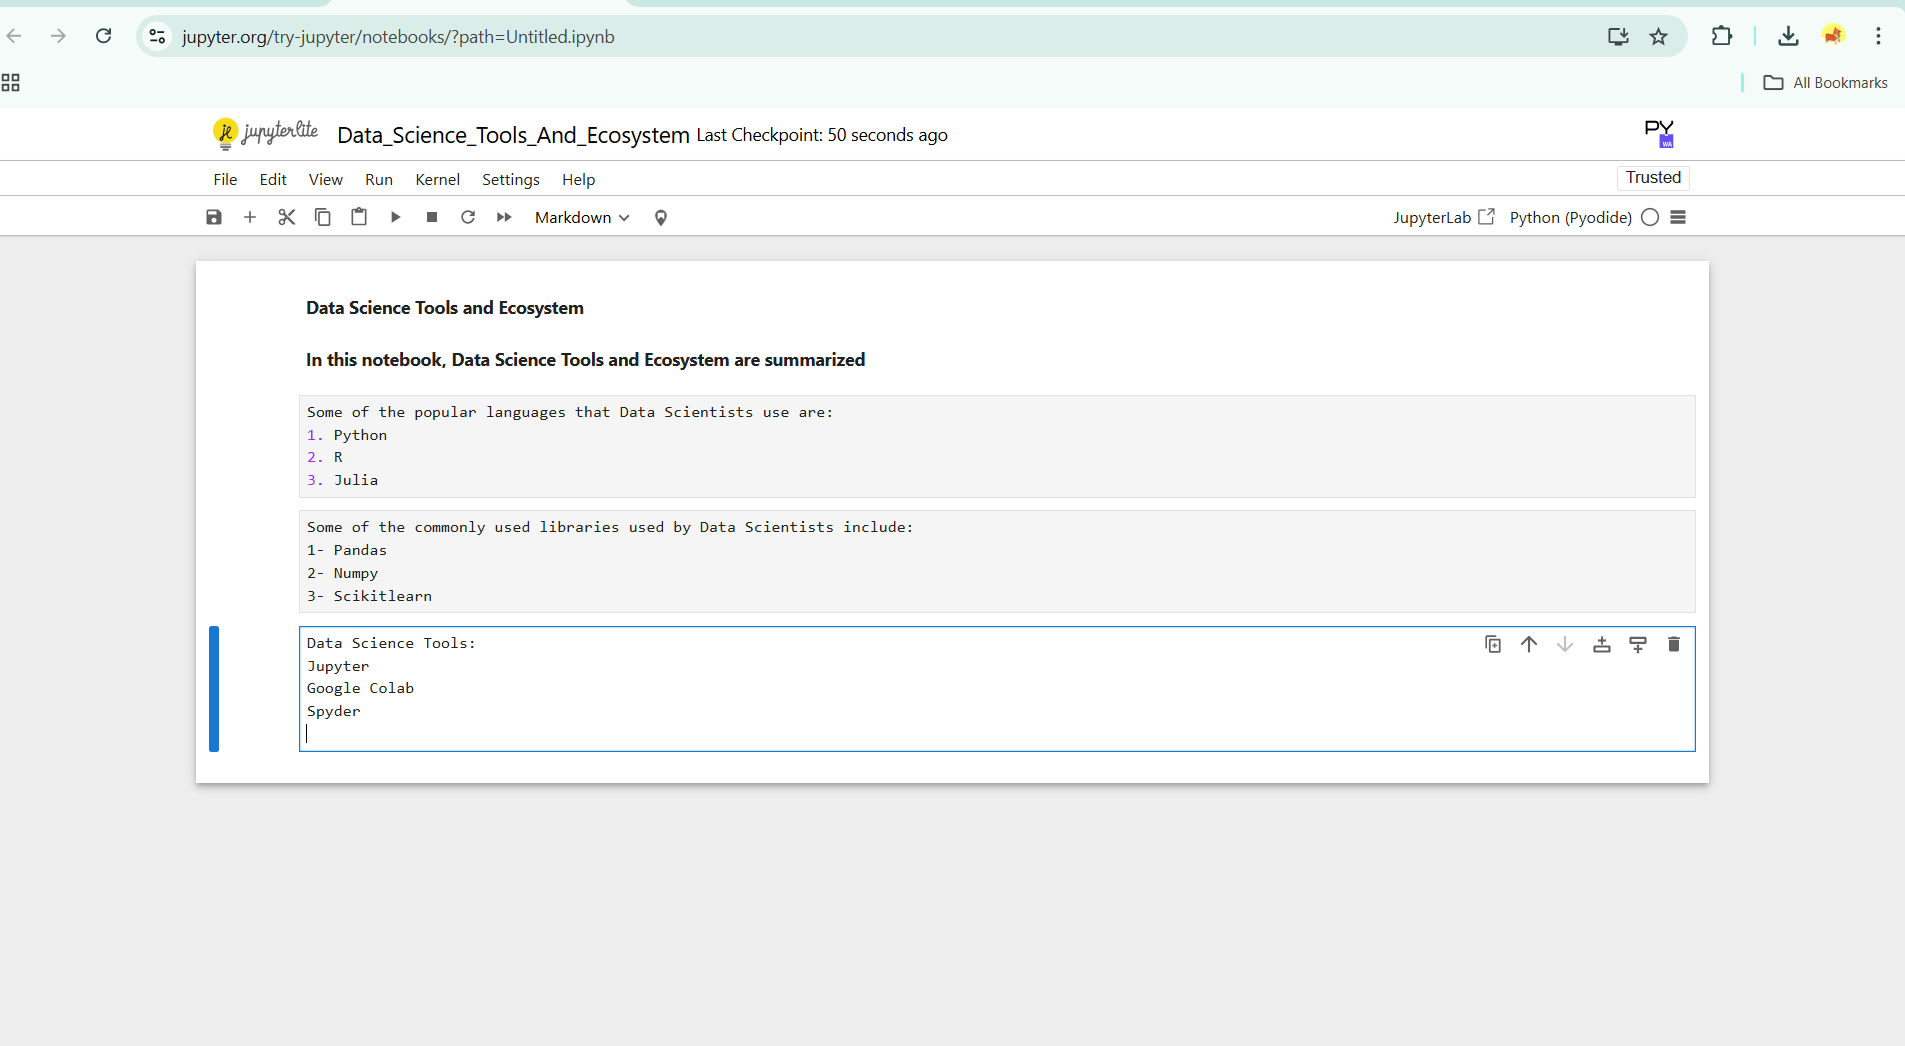 jupyter.org/try-jupyter/notebooks/?path=Untitled.ipynb
All Bookmarks
je jupyterlite Data_Science_Tools_And_Ecosystem Last Checkpoint: 50 seconds ago PY WA
File Edit View Run Kernel Settings Help Trusted
Markdown JupyterLab Python (Pyodide)
Data Science Tools and Ecosystem
In this notebook, Data Science Tools and Ecosystem are summarized
Some of the popular languages that Data Scientists use are:
1. Python
2. R
3. Julia
Some of the commonly used libraries used by Data Scientists include:
1- Pandas
2- Numpy
3- Scikitlearn
Data Science Tools:
Jupyter
Google Colab
Spyder